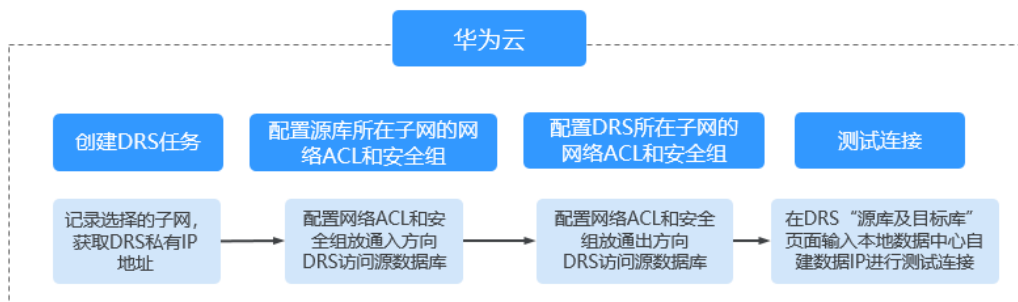 华为云
创建DRS任务
配置源库所在子网的网
络ACL和安全组
配置DRS所在子网的
网络ACL和安全组
测试连接
记录选择的子网，
获取DRS私有IP
地址
配置网络ACL和安
全组放通入方向
DRS访问源数据库
配置网络ACL和安全
组放通出方向
DRS访问源数据库
在DRS“源库及目标库”
页面输入本地数据中心自
建数据IP进行测试连接